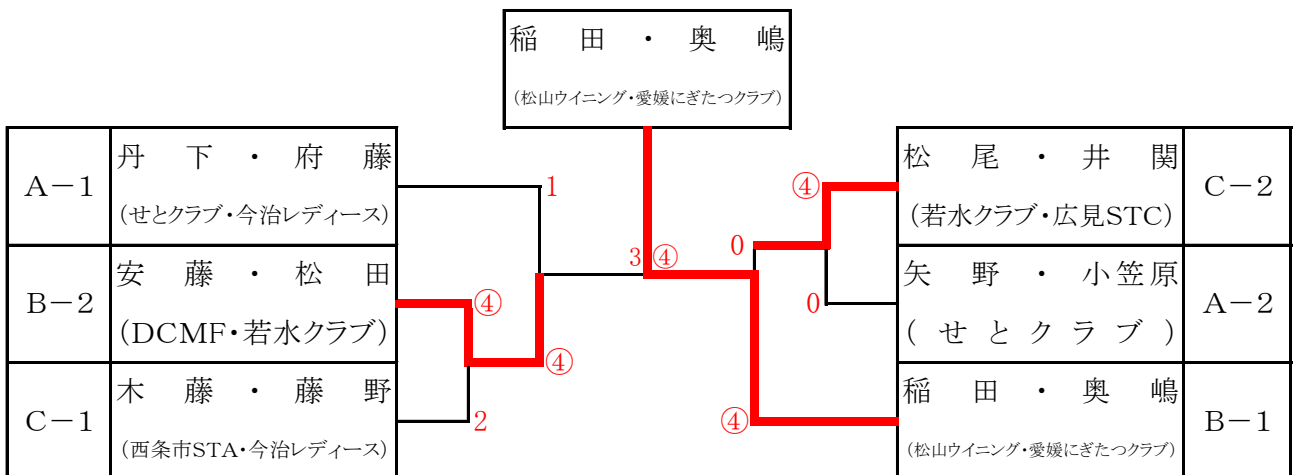 稲田・奥嶋
(松山ウイニング・愛媛にぎたつクラブ)
A-1
丹下・府藤
(せとクラブ・今治レディース)
B-2
安藤・松田
(DCMF・若水クラブ)
C-1
木藤・藤野
(西条市STA・今治レディース)
1
④
④
2
3
④
0
④
0
④
松尾・井関
(若水クラブ・広見STC)
C-2
矢野・小笠原
(せとクラブ)
A-2
稲田・奥嶋
(松山ウイニング・愛媛にぎたつクラブ)
B-1